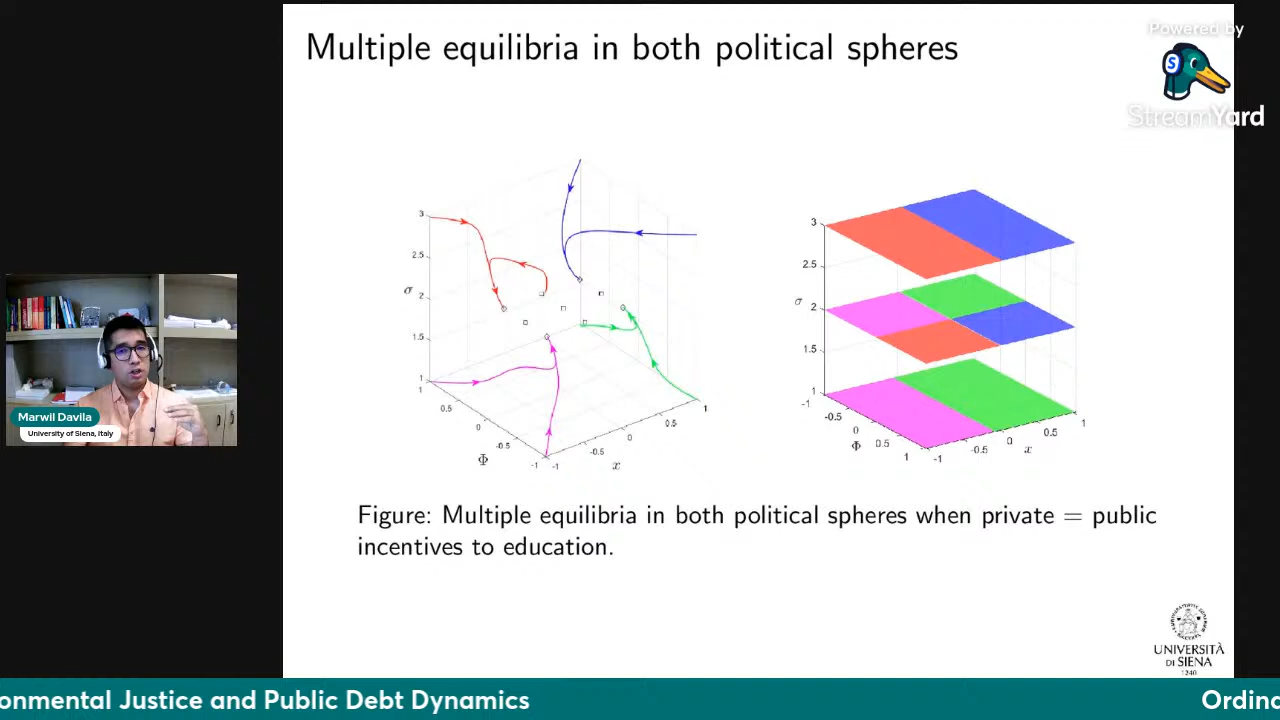 Multiple equilibria in both political spheres
Powered by
StreamYard
3
2.5
σ
2
1.5
1
1
0.5
0
-0.5
-1
Φ
-1
-0.5
0
0.5
1
x
3
2.5
σ
2
1.5
1
-1
-0.5
0
0.5
1
Φ
-1
-0.5
0
0.5
1
x
Figure: Multiple equilibria in both political spheres when private = public
incentives to education.
Marwil Davila
University of Siena, Italy
UNIVERSITÀ
DI SIENA
1240
onmental Justice and Public Debt Dynamics
Ordina